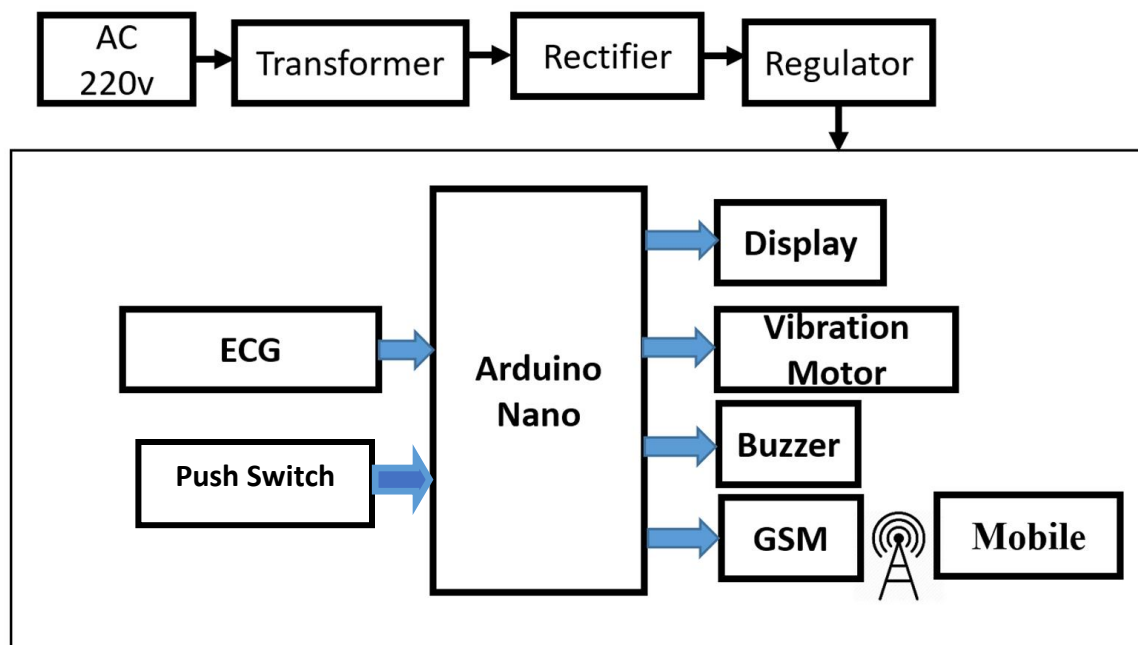 AC
220v
Transformer
Rectifier
Regulator
Display
ECG
Arduino
Nano
Vibration
Motor
Push Switch
Buzzer
GSM
Mobile